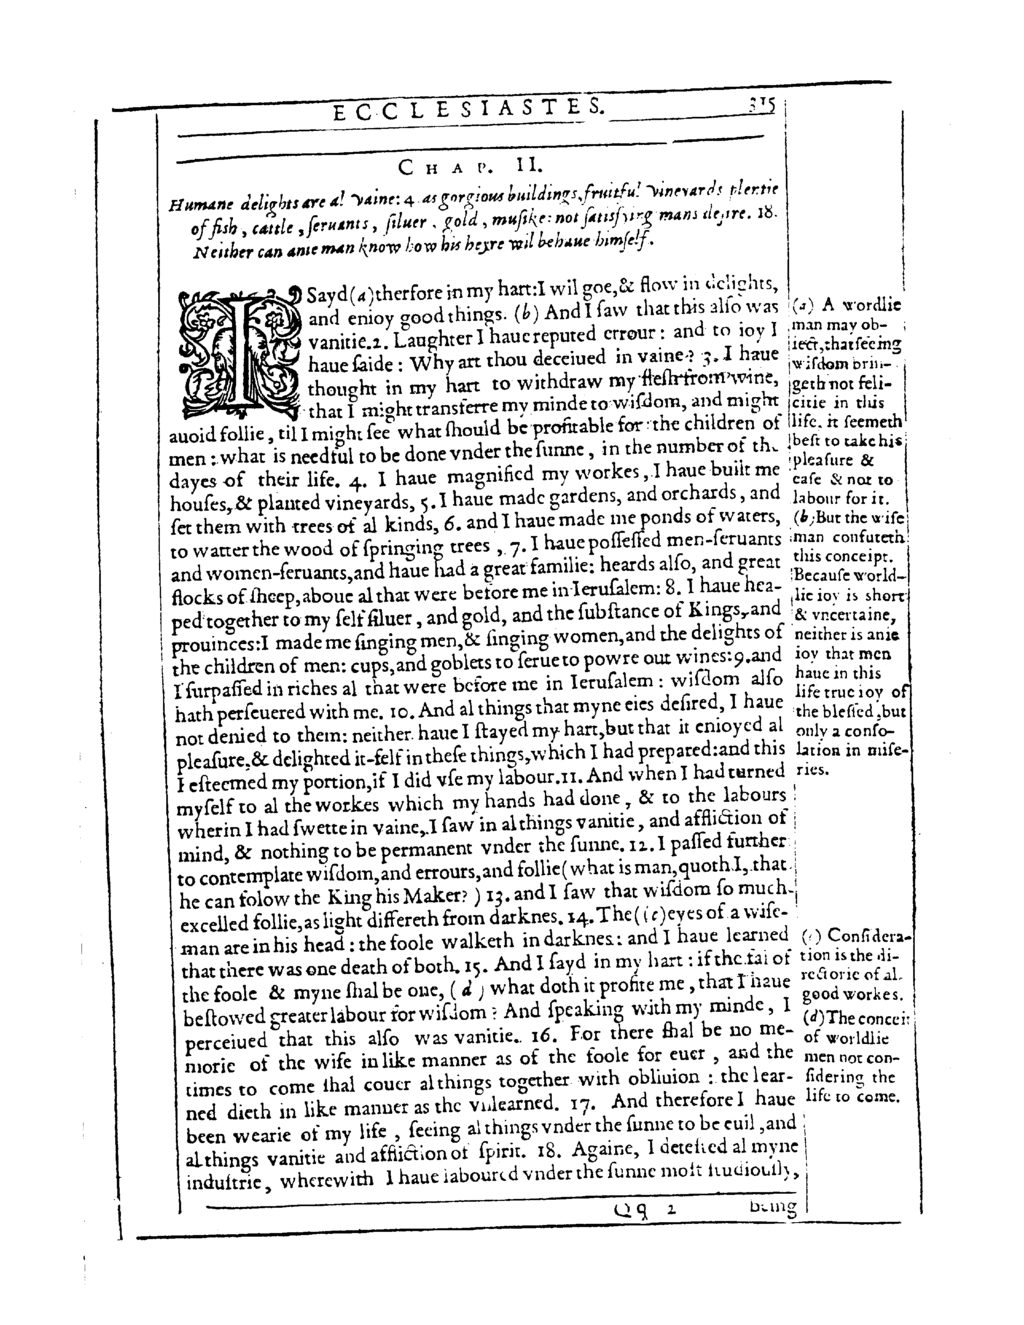 ECCLESIASTES. 315
CHAP. II.
Humane delights are al vaine: 4. as gorgious buildings, fruitful vineyards plentie
of fish, cattle, seruants, siluer, gold, musike: not satisfying mans desire. 18.
Neither can anie man know how his heyre wil behaue himself.
I Sayd (a) therfore in my hart: I wil goe, & flow in delights,
and enioy good things. (b) And I saw that this also was
vanitie. 2. Laughter I haue reputed errour: and to ioy I
haue saide: Why art thou deceiued in vaine? 3. I haue
thought in my hart to withdraw my flesh from wine,
that I might transferre my minde to wisdom, and might
auoid follie, til I might see what should be profitable for the children of
men: what is needful to be done vnder the sunne, in the number of the
dayes of their life. 4. I haue magnified my workes, I haue built me
houses, & planted vineyards, 5. I haue made gardens, and orchards, and
set them with trees of al kinds, 6. and I haue made me ponds of waters,
to watter the wood of springing trees, 7. I haue possessed men-seruants
and women-seruants, and haue had a great familie: heards also, and great
flocks of sheep, aboue al that were before me in Ierusalem: 8. I haue hea-
ped together to my self siluer, and gold, and the substance of Kings, and
prouinces: I made me singing men, & singing women, and the delights of
the children of men: cups, and goblets to serue to powre out wines: 9. and
I surpassed in riches al that were before me in Ierusalem: wisdom also
hath perseuered with me. 10. And al things that myne eies desired, I haue
not denied to them: neither haue I stayed my hart, but that it enioyed al
pleasure, & delighted it-self in these things, which I had prepared: and this
I esteemed my portion, if I did vse my labour. 11. And when I had turned
myself to al the workes which my hands had done, & to the labours
wherin I had swette in vaine, I saw in al things vanitie, and affliction of
mind, & nothing to be permanent vnder the sunne. 12. I passed further
to contemplate wisdom, and errours, and follie (what is man, quoth I, that
he can folow the King his Maker?) 13. and I saw that wisdom so much
excelled follie, as light differeth from darknes. 14. The ((c) eyes of a wise-
man are in his head: the foole walketh in darknes: and I haue learned
that there was one death of both. 15. And I sayd in my hart: if the fal of
the foole & myne shal be one, (d) what doth it profite me, that I haue
bestowed greater labour for wisdom? And speaking with my minde, I
perceiued that this also was vanitie. 16. For there shal be no me-
morie of the wise in like manner as of the foole for euer, and the
times to come shal couer al things together with obliuion: the lear-
ned dieth in like manner as the vnlearned. 17. And therefore I haue
been wearie of my life, seeing al things vnder the sunne to be euil, and
al things vanitie and affliction of spirit. 18. Againe, I detested al myne
industrie, wherewith I haue laboured vnder the sunne most studiously,
Qq 2 being
(a) A wordlie
man may ob-
iect, that seeing
wisdom brin-
geth not feli-
citie in this
life, it seemeth
best to take his
pleasure &
ease & not to
labour for it.
(b) But the wise
man confuteth
this conceipt.
Because world-
lie ioy is short
& vncertaine,
neither is anie
ioy that men
haue in this
life true ioy of
the blessed, but
only a conso-
lation in mise-
ries.
(c) Considera-
tion is the di-
rectorie of al
good workes.
(d) The conceit
of worldlie
men not con-
sidering the
life to come.